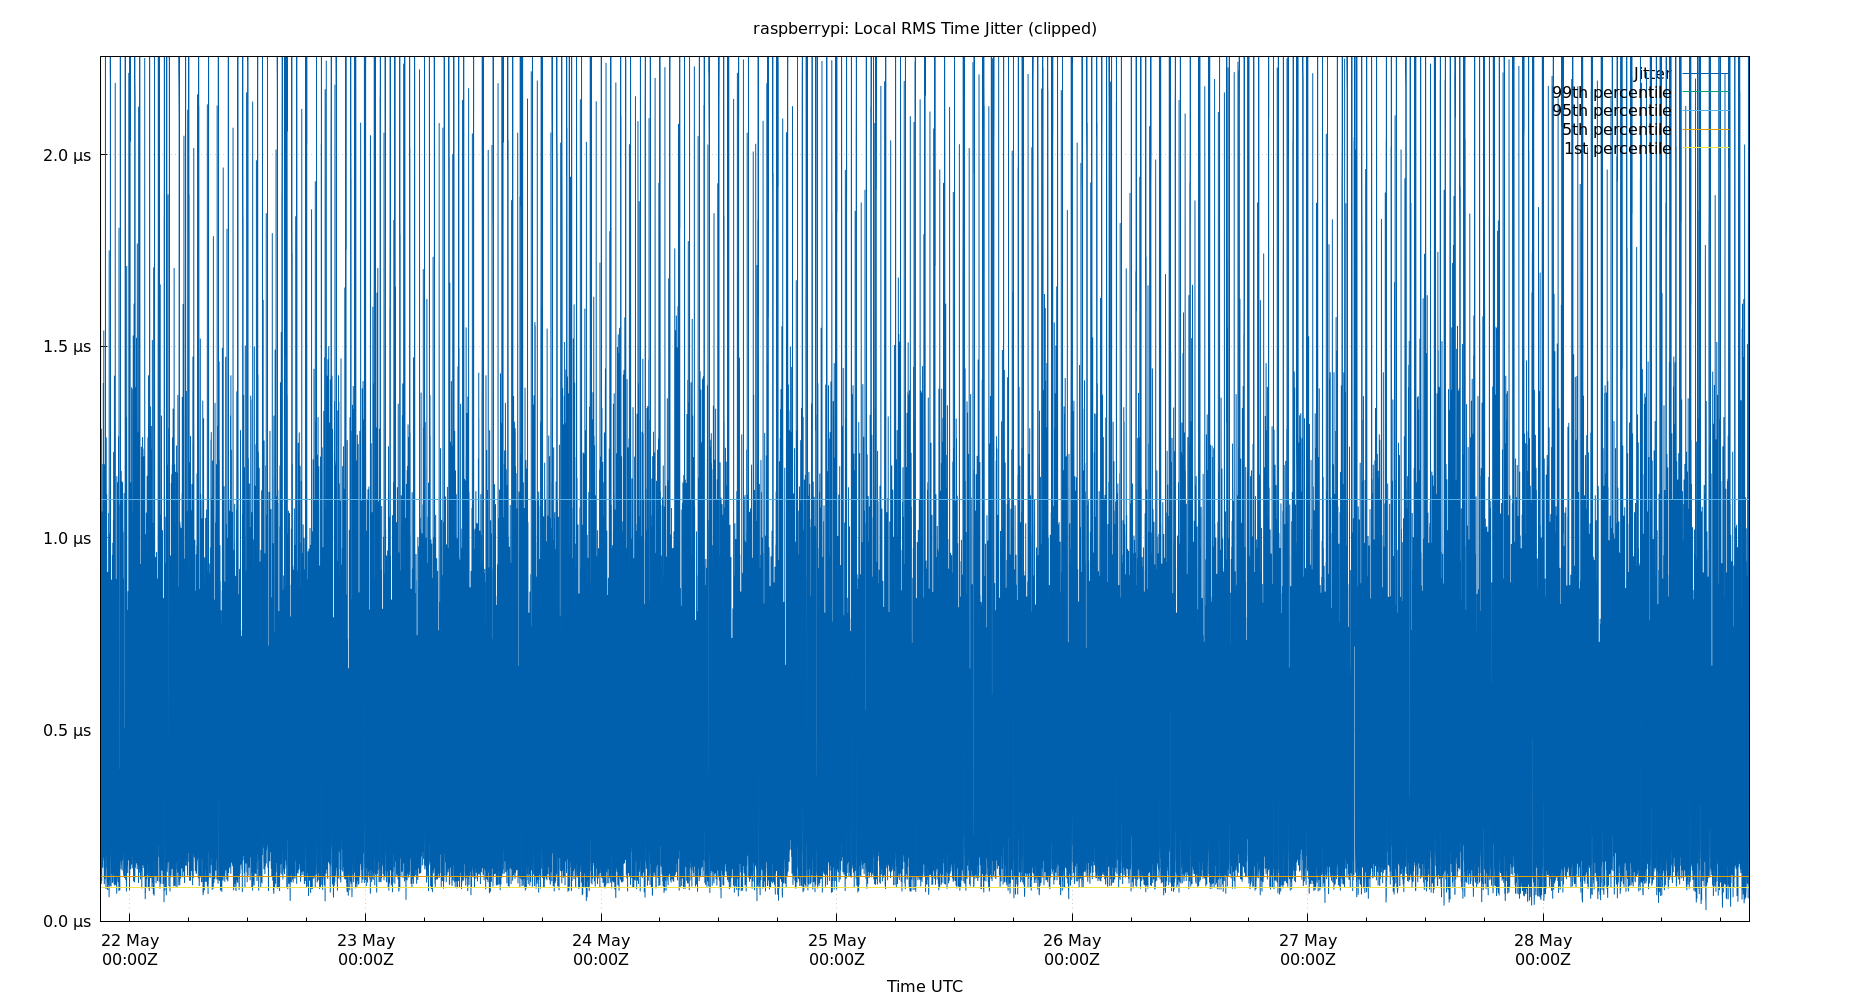 raspberrypi: Local RMS Time Jitter (clipped)
Jitter
99th percentile
95th percentile
5th percentile
1st percentile
2.0 µs
1.5 µs
1.0 µs
0.5 µs
0.0 µs
22 May 23 May 24 May 25 May 26 May 27 May 28 May
00:00Z 00:00Z 00:00Z 00:00Z 00:00Z 00:00Z 00:00Z
Time UTC